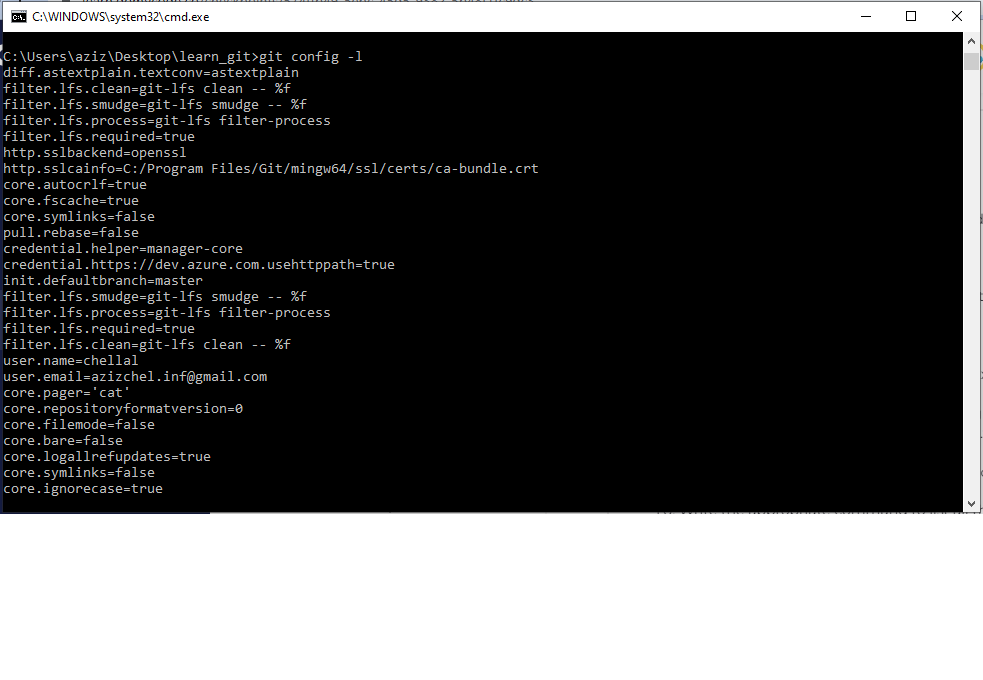 C:\WINDOWS\system32\cmd.exe
C:\Users\aziz\Desktop\learn_git>git config -l
diff.astextplain.textconv=astextplain
filter.lfs.clean=git-lfs clean -- %f
filter.lfs.smudge=git-lfs smudge -- %f
filter.lfs.process=git-lfs filter-process
filter.lfs.required=true
http.sslbackend=openssl
http.sslcainfo=C:/Program Files/Git/mingw64/ssl/certs/ca-bundle.crt
core.autocrlf=true
core.fscache=true
core.symlinks=false
pull.rebase=false
credential.helper=manager-core
credential.https://dev.azure.com.usehttppath=true
init.defaultbranch=master
filter.lfs.smudge=git-lfs smudge -- %f
filter.lfs.process=git-lfs filter-process
filter.lfs.required=true
filter.lfs.clean=git-lfs clean -- %f
user.name=chellal
user.email=azizchel.inf@gmail.com
core.pager='cat'
core.repositoryformatversion=0
core.filemode=false
core.bare=false
core.logallrefupdates=true
core.symlinks=false
core.ignorecase=true